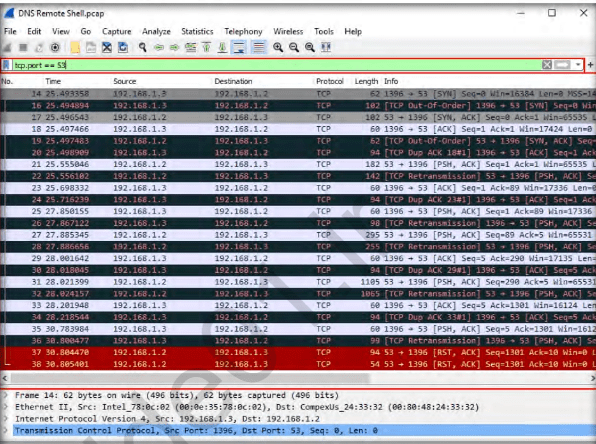 DNS Remote Shell.pcap
File Edit View Go Capture Analyze Statistics Telephony Wireless Tools Help
tcp.port == 53
No. Time Source Destination Protocol Length Info
14 25.493358 192.168.1.3 192.168.1.2 TCP 62 1396 → 53 [SYN] Seq=0 Win=16384 Len=0 MSS=14
16 25.494894 192.168.1.3 192.168.1.2 TCP 102 [TCP Out-Of-Order] 1396 → 53 [SYN] Seq=0 Win
17 25.496543 192.168.1.2 192.168.1.3 TCP 102 53 → 1396 [SYN, ACK] Seq=0 Ack=1 Win=65535 L
18 25.497466 192.168.1.3 192.168.1.2 TCP 60 1396 → 53 [ACK] Seq=1 Ack=1 Win=17424 Len=0
19 25.497483 192.168.1.2 192.168.1.3 TCP 62 [TCP Out-Of-Order] 53 → 1396 [SYN, ACK] Seq=
20 25.498909 192.168.1.3 192.168.1.2 TCP 94 [TCP Dup ACK 18#1] 1396 → 53 [ACK] Seq=1 Ack
21 25.555046 192.168.1.2 192.168.1.3 TCP 182 53 → 1396 [PSH, ACK] Seq=1 Ack=1 Win=65535 L
22 25.556102 192.168.1.2 192.168.1.3 TCP 142 [TCP Retransmission] 53 → 1396 [PSH, ACK] Se
23 25.698332 192.168.1.3 192.168.1.2 TCP 60 1396 → 53 [ACK] Seq=1 Ack=89 Win=17336 Len=0
24 25.716239 192.168.1.3 192.168.1.2 TCP 94 [TCP Dup ACK 23#1] 1396 → 53 [ACK] Seq=1 Ack
25 27.850155 192.168.1.3 192.168.1.2 TCP 60 1396 → 53 [PSH, ACK] Seq=1 Ack=89 Win=17336
26 27.867122 192.168.1.3 192.168.1.2 TCP 98 [TCP Retransmission] 1396 → 53 [PSH, ACK] Se
27 27.885345 192.168.1.2 192.168.1.3 TCP 295 53 → 1396 [PSH, ACK] Seq=89 Ack=5 Win=65531
28 27.886656 192.168.1.2 192.168.1.3 TCP 255 [TCP Retransmission] 53 → 1396 [PSH, ACK] Se
29 28.001642 192.168.1.3 192.168.1.2 TCP 60 1396 → 53 [ACK] Seq=5 Ack=290 Win=17135 Len=
30 28.018045 192.168.1.3 192.168.1.2 TCP 94 [TCP Dup ACK 29#1] 1396 → 53 [ACK] Seq=5 Ack
31 28.021399 192.168.1.2 192.168.1.3 TCP 1105 53 → 1396 [PSH, ACK] Seq=290 Ack=5 Win=6553
32 28.024157 192.168.1.2 192.168.1.3 TCP 1065 [TCP Retransmission] 53 → 1396 [PSH, ACK] Se
33 28.201948 192.168.1.3 192.168.1.2 TCP 60 1396 → 53 [ACK] Seq=5 Ack=1301 Win=16124 Len
34 28.218544 192.168.1.3 192.168.1.2 TCP 94 [TCP Dup ACK 33#1] 1396 → 53 [ACK] Seq=5 Ack
35 30.783984 192.168.1.3 192.168.1.2 TCP 60 1396 → 53 [PSH, ACK] Seq=5 Ack=1301 Win=1612
36 30.800477 192.168.1.3 192.168.1.2 TCP 99 [TCP Retransmission] 1396 → 53 [PSH, ACK] Se
37 30.804470 192.168.1.2 192.168.1.3 TCP 94 53 → 1396 [RST, ACK] Seq=1301 Ack=10 Win=0 L
38 30.805401 192.168.1.2 192.168.1.3 TCP 54 53 → 1396 [RST, ACK] Seq=1301 Ack=10 Win=0 L
Frame 14: 62 bytes on wire (496 bits), 62 bytes captured (496 bits)
Ethernet II, Src: Intel_78:0c:02 (00:0e:35:78:0c:02), Dst: CompexUs_24:33:32 (00:80:48:24:33:32)
Internet Protocol Version 4, Src: 192.168.1.3, Dst: 192.168.1.2
Transmission Control Protocol, Src Port: 1396, Dst Port: 53, Seq: 0, Len: 0